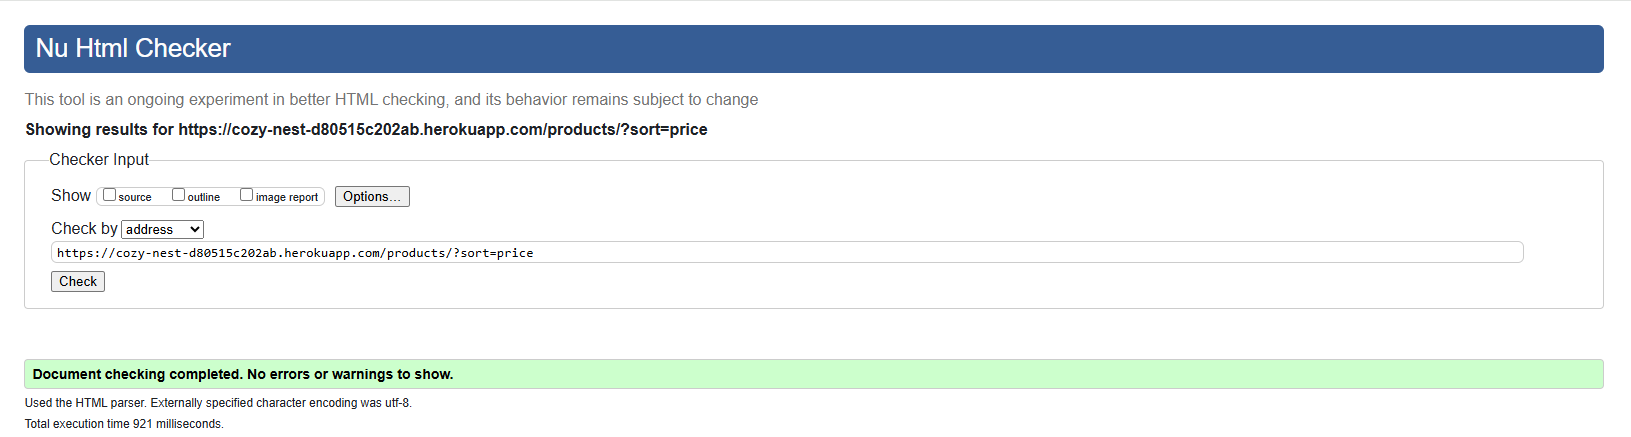 Nu Html Checker
This tool is an ongoing experiment in better HTML checking, and its behavior remains subject to change
Showing results for https://cozy-nest-d80515c202ab.herokuapp.com/products/?sort=price
Checker Input
Show source outline image report Options...
Check by address
https://cozy-nest-d80515c202ab.herokuapp.com/products/?sort=price
Check
Document checking completed. No errors or warnings to show.
Used the HTML parser. Externally specified character encoding was utf-8.
Total execution time 921 milliseconds.